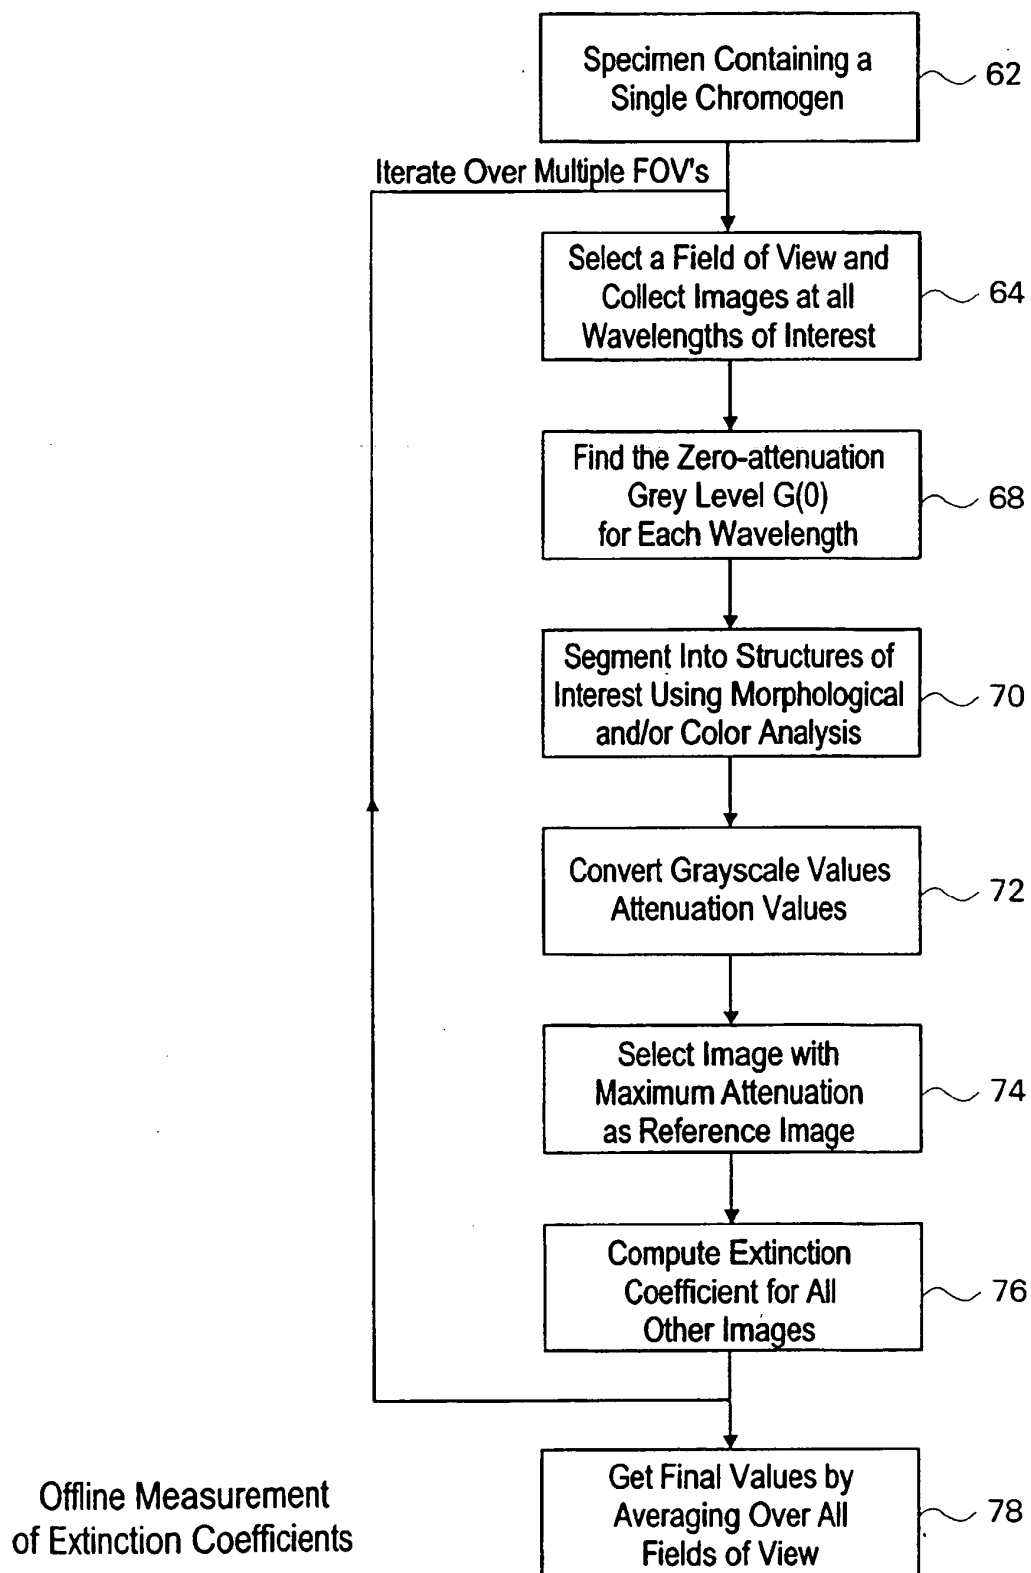 Specimen Containing a
Single Chromogen
62
Iterate Over Multiple FOV's
Select a Field of View and
Collect Images at all
Wavelengths of Interest
64
Find the Zero-attenuation
Grey Level G(0)
for Each Wavelength
68
Segment Into Structures of
Interest Using Morphological
and/or Color Analysis
70
Convert Grayscale Values
Attenuation Values
72
Select Image with
Maximum Attenuation
as Reference Image
74
Compute Extinction
Coefficient for All
Other Images
76
Get Final Values by
Averaging Over All
Fields of View
78
Offline Measurement
of Extinction Coefficients